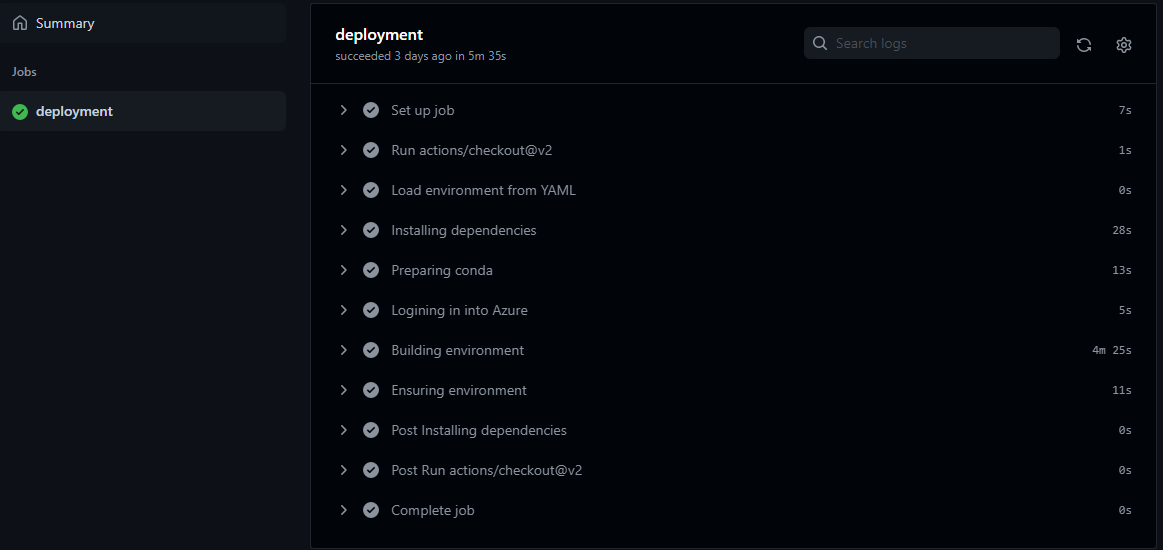 Summary
Jobs
deployment
deployment
succeeded 3 days ago in 5m 35s
Search logs
Set up job 7s
Run actions/checkout@v2 1s
Load environment from YAML 0s
Installing dependencies 28s
Preparing conda 13s
Logining in into Azure 5s
Building environment 4m 25s
Ensuring environment 11s
Post Installing dependencies 0s
Post Run actions/checkout@v2 0s
Complete job 0s